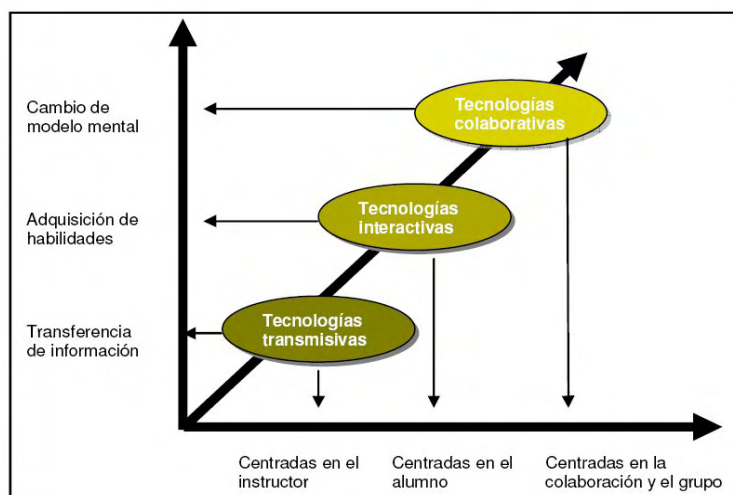 Cambio de
modelo mental
Tecnologías
colaborativas
Adquisición de
habilidades
Tecnologías
interactivas
Transferencia
de información
Tecnologías
transmisivas
Centradas en el
instructor
Centradas en el
alumno
Centradas en la
colaboración y el grupo